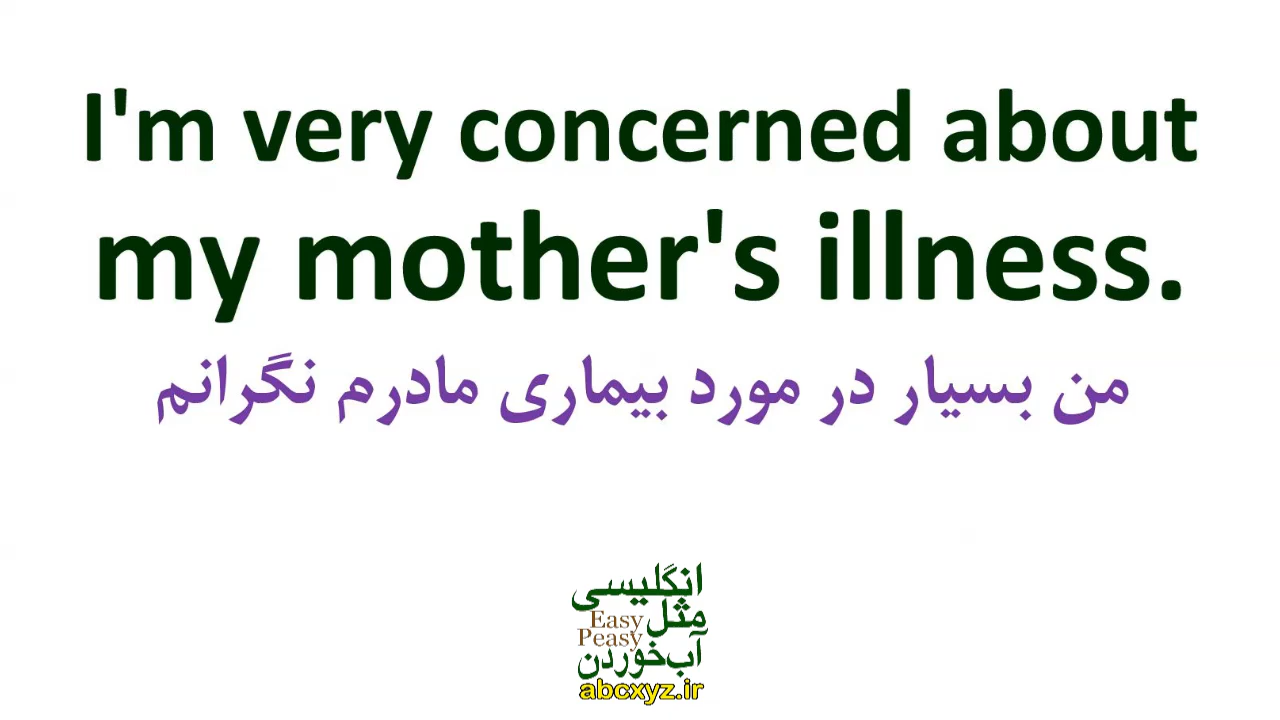 I'm very concerned about
my mother's illness.
من بسیار در مورد بیماری مادرم نگرانم
انگلیسی
مثل
Easy
Peasy
آب‌خوردن
abcxyz.ir